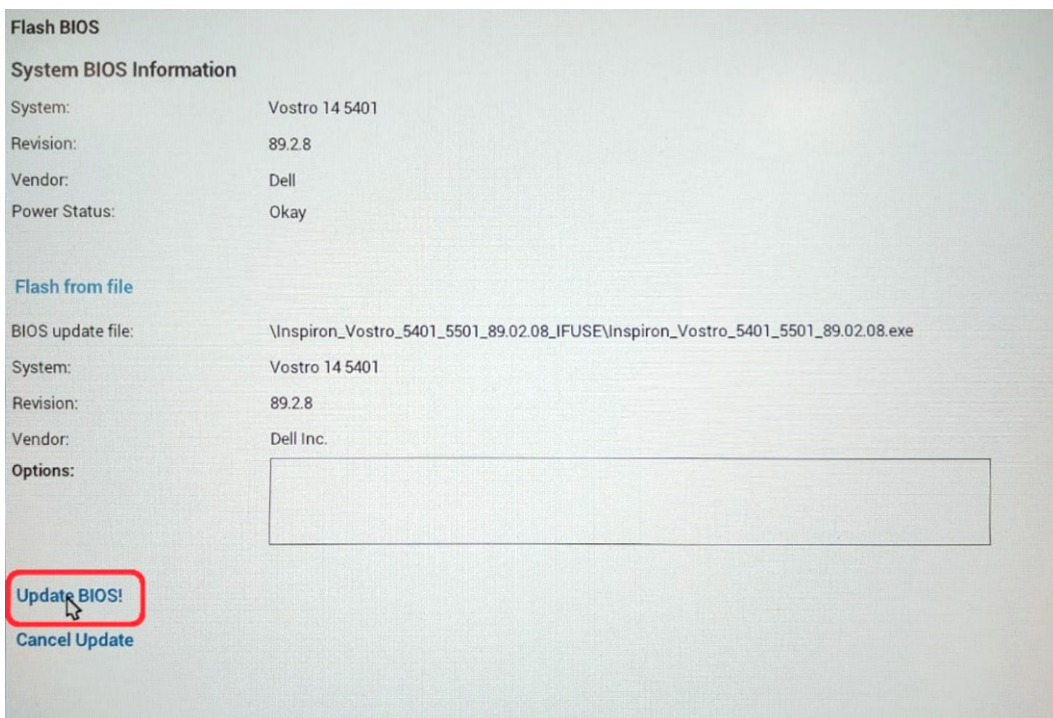 Flash BIOS
System BIOS Information
System: Vostro 14 5401
Revision: 89.2.8
Vendor: Dell
Power Status: Okay
Flash from file
BIOS update file: \Inspiron_Vostro_5401_5501_89.02.08_IFUSE\Inspiron_Vostro_5401_5501_89.02.08.exe
System: Vostro 14 5401
Revision: 89.2.8
Vendor: Dell Inc.
Options:
Update BIOS!
Cancel Update